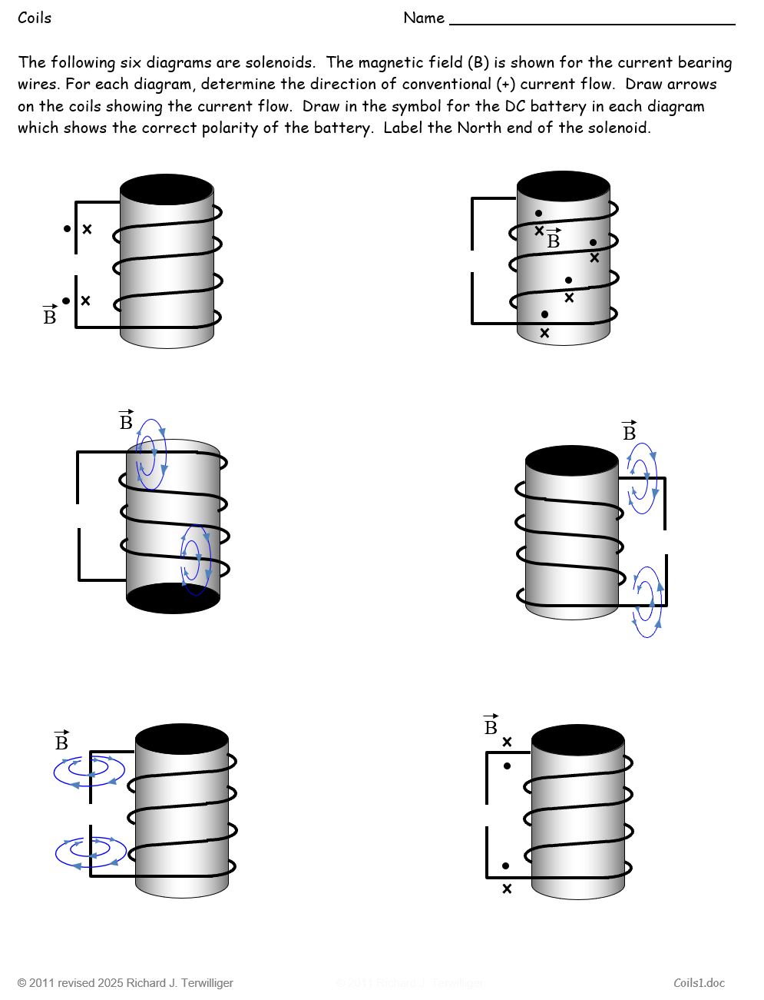 Coils Name
The following six diagrams are solenoids. The magnetic field (B) is shown for the current bearing
wires. For each diagram, determine the direction of conventional (+) current flow. Draw arrows
on the coils showing the current flow. Draw in the symbol for the DC battery in each diagram
which shows the correct polarity of the battery. Label the North end of the solenoid.
B
B
B
B
B
B
© 2011 revised 2025 Richard J. Terwilliger © 2011 Richard J. Terwilliger Coils1.doc